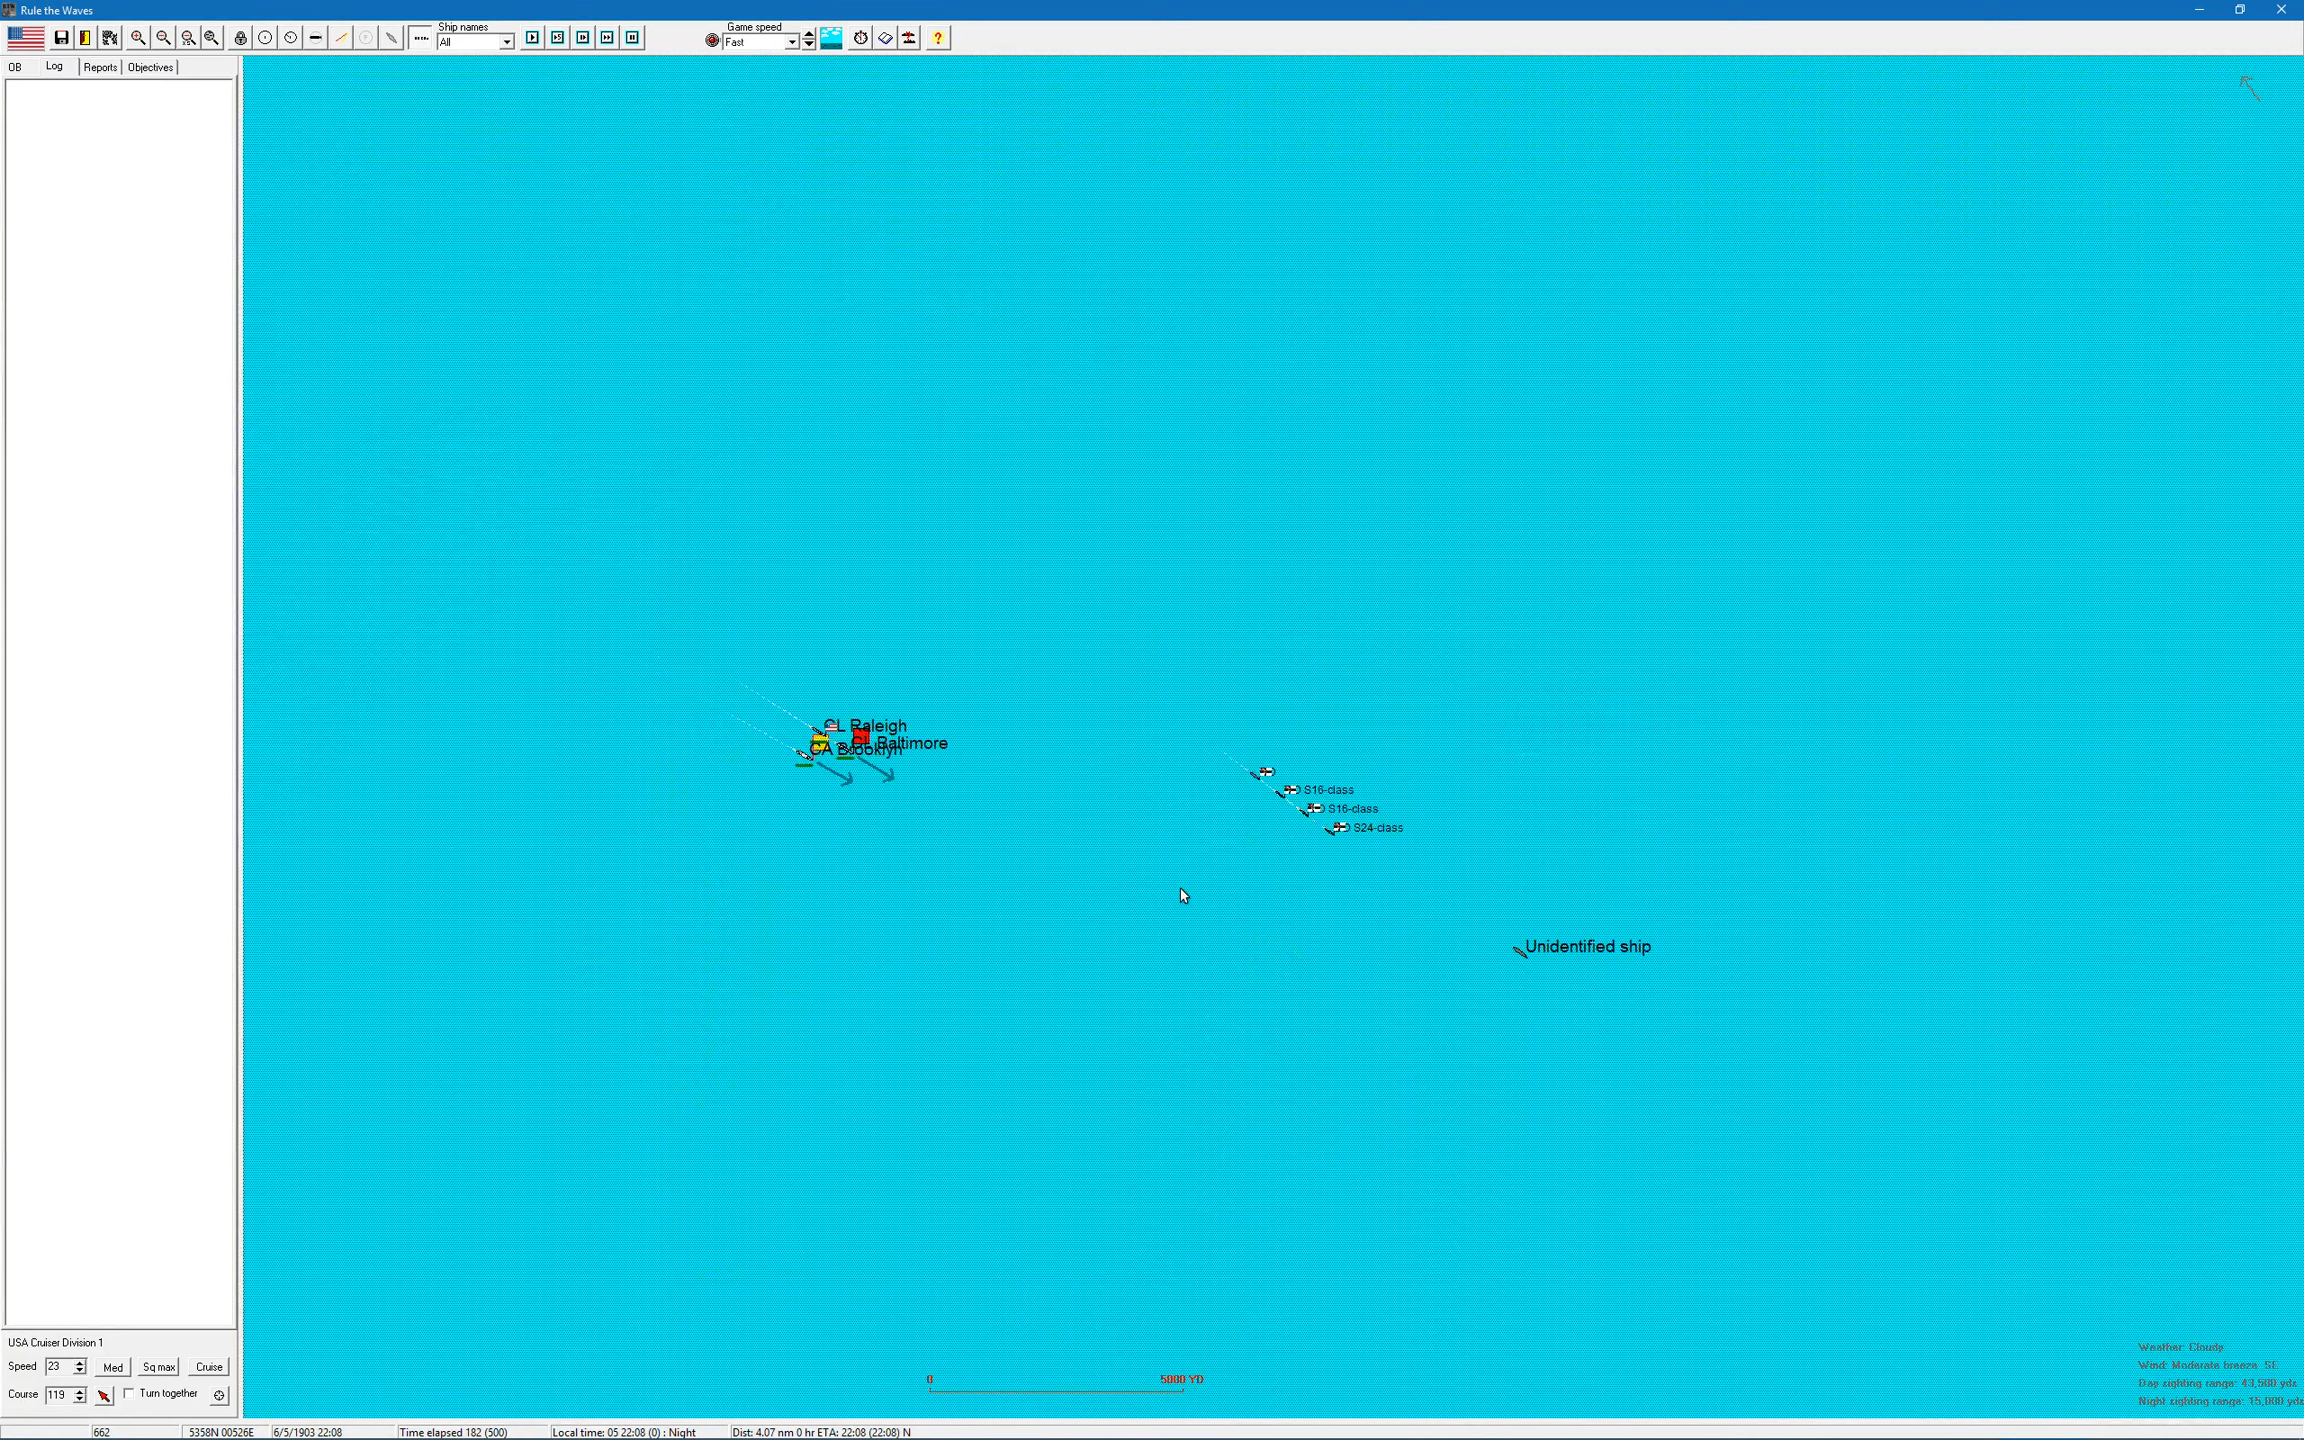 Rule the Waves
Ship names
All
Game speed
Fast
?
OB
Log
Reports
Objectives
CL Raleigh
CL Baltimore
CA Brooklyn
S16-class
S16-class
S24-class
Unidentified ship
USA Cruiser Division 1
Speed 23 Med Sq max Cruise
Course 119 Turn together
0 5000 YD
Weather: Cloudy
Wind: Moderate breeze SE
Day sighting range: 43,500 yds
Night sighting range: 15,000 yds
662 5358N 00526E 6/5/1903 22:08 Time elapsed 182 (500) Local time: 05 22:08 (0) : Night Dist: 4.07 nm 0 hr ETA: 22:08 (22:08) N